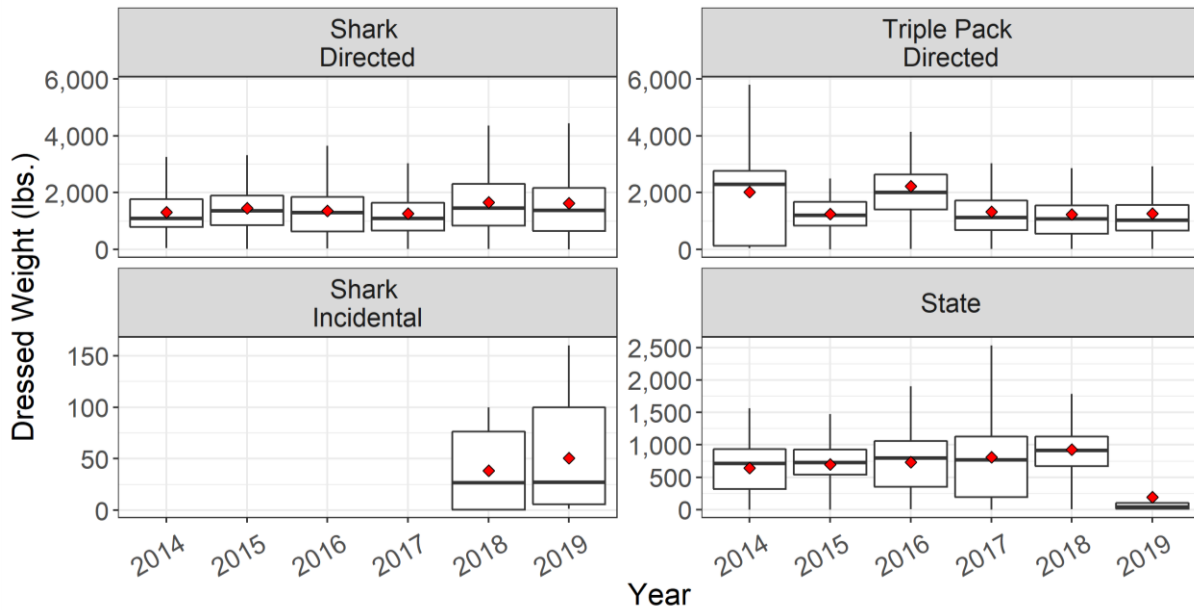 Shark
Directed
Triple Pack
Directed
6,000
4,000
2,000
0
6,000
4,000
2,000
0
Shark
Incidental
State
150
100
50
0
2,500
2,000
1,500
1,000
500
0
2014 2015 2016 2017 2018 2019
2014 2015 2016 2017 2018 2019
Dressed Weight (lbs.)
Year